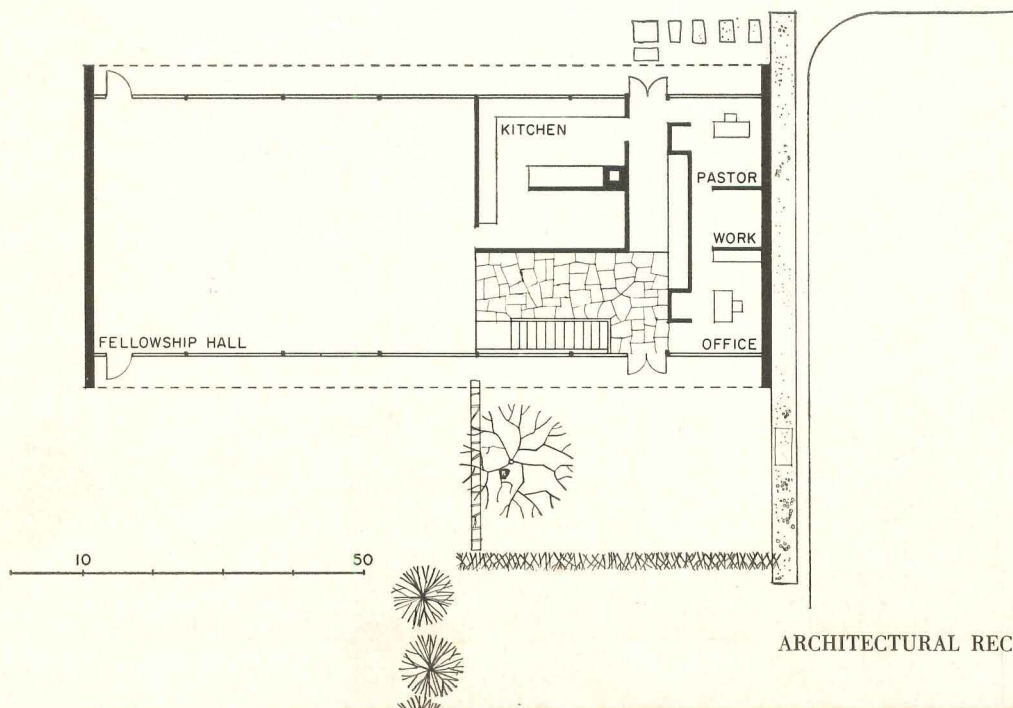 KITCHEN
PASTOR
WORK
FELLOWSHIP HALL
OFFICE
10 50
ARCHITECTURAL REC